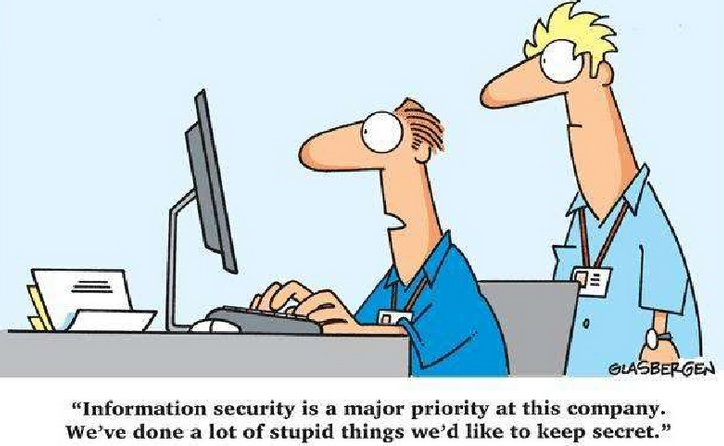 GLASBERGEN
“Information security is a major priority at this company.
We’ve done a lot of stupid things we’d like to keep secret.”